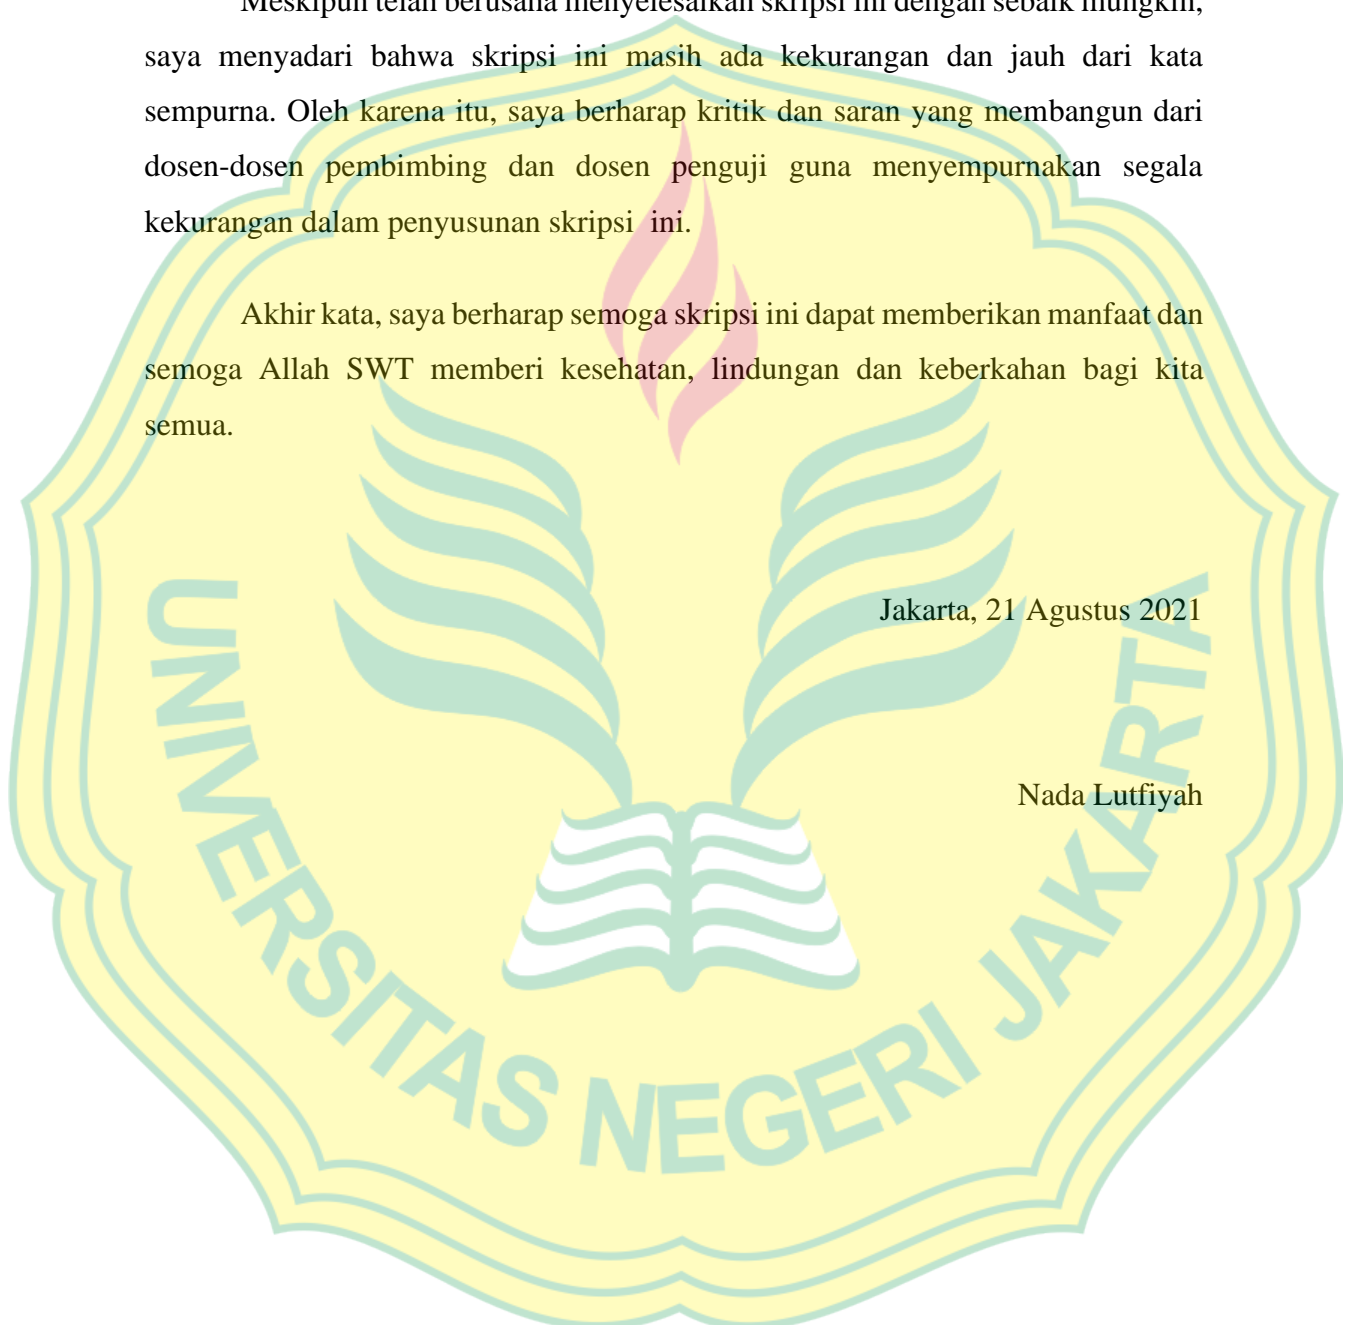 Meskipun telah berusaha menyelesaikan skripsi ini dengan sebaik mungkin,
saya menyadari bahwa skripsi ini masih ada kekurangan dan jauh dari kata
sempurna. Oleh karena itu, saya berharap kritik dan saran yang membangun dari
dosen-dosen pembimbing dan dosen penguji guna menyempurnakan segala
kekurangan dalam penyusunan skripsi ini.
Akhir kata, saya berharap semoga skripsi ini dapat memberikan manfaat dan
semoga Allah SWT memberi kesehatan, lindungan dan keberkahan bagi kita
semua.
Jakarta, 21 Agustus 2021
Nada Lutfiyah
UNIVERSITAS NEGERI JAKARTA